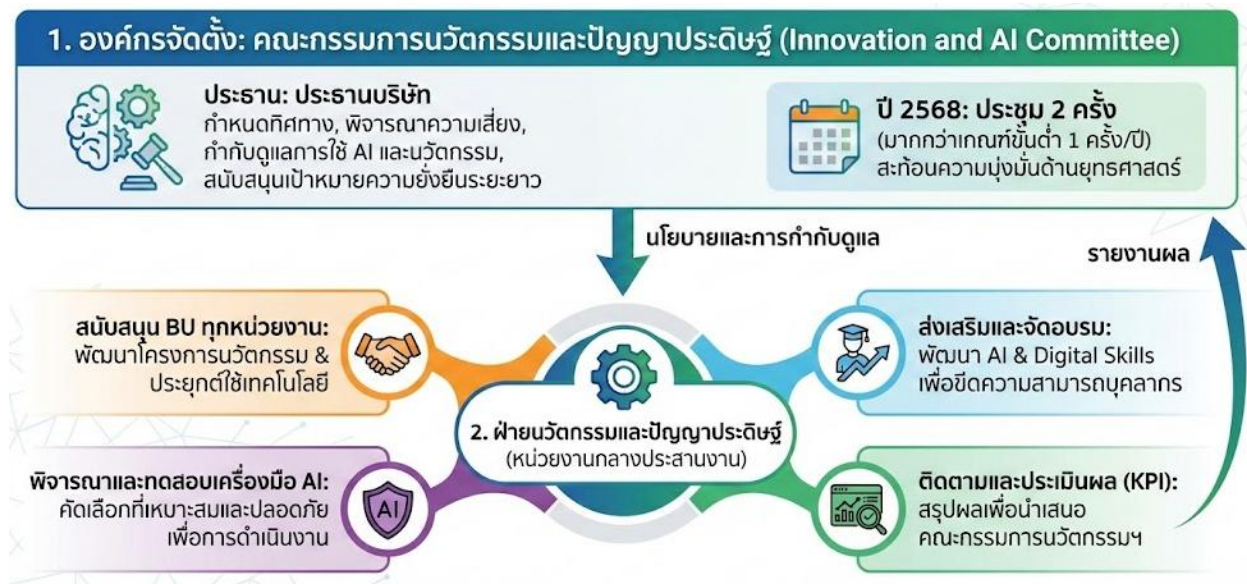 1. องค์กรจัดตั้ง: คณะกรรมการนวัตกรรมและปัญญาประดิษฐ์ (Innovation and AI Committee)
ประธาน: ประธานบริษัท
กำหนดทิศทาง, พิจารณาความเสี่ยง,
กำกับดูแลการใช้ AI และนวัตกรรม,
สนับสนุนเป้าหมายความยั่งยืนระยะยาว
ปี 2568: ประชุม 2 ครั้ง
(มากกว่าเกณฑ์ขั้นต่ำ 1 ครั้ง/ปี)
สะท้อนความมุ่งมั่นด้านยุทธศาสตร์
นโยบายและการกำกับดูแล
รายงานผล
สนับสนุน BU ทุกหน่วยงาน:
พัฒนาโครงการนวัตกรรม &
ประยุกต์ใช้เทคโนโลยี
ส่งเสริมและจัดอบรม:
พัฒนา AI & Digital Skills
เพื่อขีดความสามารถบุคลากร
2. ฝ่ายนวัตกรรมและปัญญาประดิษฐ์
(หน่วยงานกลางประสานงาน)
พิจารณาและทดสอบเครื่องมือ AI:
คัดเลือกที่เหมาะสมและปลอดภัย
เพื่อการดำเนินงาน
AI
ติดตามและประเมินผล (KPI):
สรุปผลเพื่อนำเสนอ
คณะกรรมการนวัตกรรมฯ